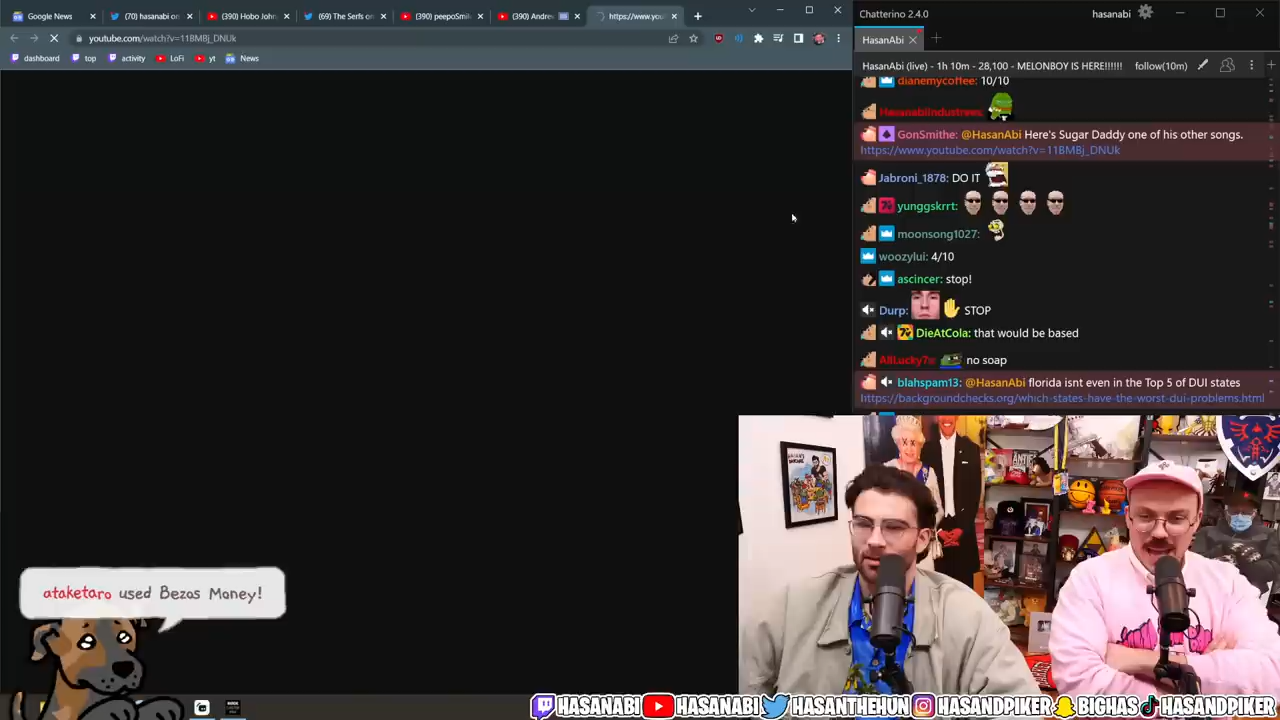 Google News
(70) hasanabi on
(390) Hobo John
(69) The Serfs on
(390) peepoSmil
(390) Andrew
https://www.you
youtube.com/watch?v=11BMBj_DNUk
dashboard
top
activity
LoFi
yt
News
Chatterino 2.4.0
hasanabi
HasanAbi
HasanAbi (live) - 1h 10m - 28,100 - MELONBOY IS HERE!!!!!!
follow(10m)
dianemycoffee: 10/10
HasanabiIndustrees:
GonSmithe: @HasanAbi Here's Sugar Daddy one of his other songs.
https://www.youtube.com/watch?v=11BMBj_DNUk
Jabroni_1878: DO IT
yunggskrrt:
moonsong1027:
woozylui: 4/10
ascincer: stop!
Durp: STOP
DieAtCola: that would be based
no soap
blahspam13: @HasanAbi florida isnt even in the Top 5 of DUI states
https://backgroundchecks.org/which-states-have-the-worst-dui-problems.html
ataketaro used Bezos Money!
HASANABI
HASANABI
HASANTHEHUN
HASANDPIKER
BIGHAS
HASANDPIKER